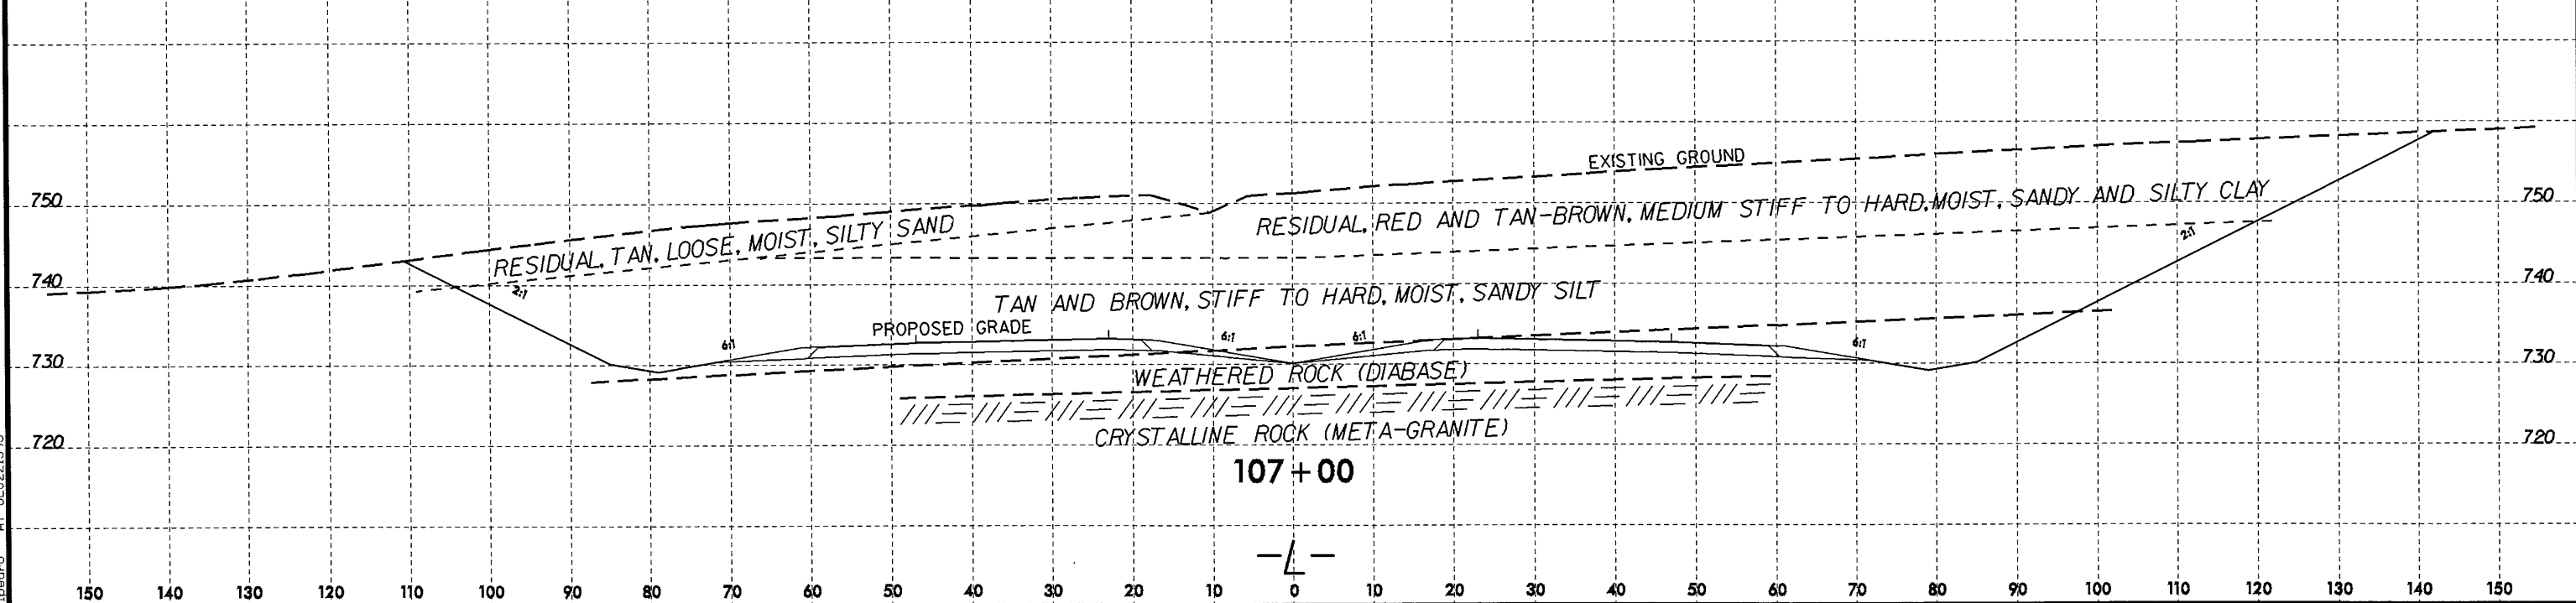 EXISTING GROUND
750 750
RESIDUAL, RED AND TAN-BROWN, MEDIUM STIFF TO HARD, MOIST, SANDY AND SILTY CLAY
RESIDUAL, TAN, LOOSE, MOIST, SILTY SAND
2:1
740 740
2:1
TAN AND BROWN, STIFF TO HARD, MOIST, SANDY SILT
PROPOSED GRADE
6:1 6:1 6:1 6:1
730 730
WEATHERED ROCK (DIABASE)
CRYSTALLINE ROCK (META-GRANITE)
720 720
107+00
-L-
150 140 130 120 110 100 90 80 70 60 50 40 30 20 10 0 10 20 30 40 50 60 70 80 90 100 110 120 130 140 150